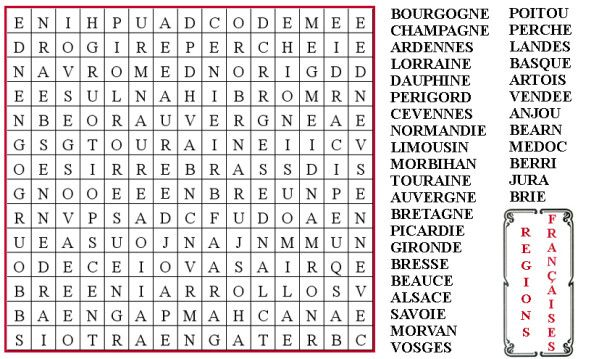 E N I H P U A D C O D E M E E
D R O G I R E P E R C H E I E
N A V R O M E D N O R I G D D
E E S U L N A H I B R O M R N
N B E O R A U V E R G N E A E
G S G T O U R A I N E I I C V
O E S I R R E B R A S S D I S
G N O O E E E N B R E U N P E
R N V P S A D C F U D O A E N
U E A S U O J N A J N M M U N
O D E C E I O V A S A I R Q E
B R E E N I A R R O L L O S V
B A E N G A P M A H C A N A E
S I O T R A E N G A T E R B C
BOURGOGNE
CHAMPAGNE
ARDENNES
LORRAINE
DAUPHINE
PERIGORD
CEVENNES
NORMANDIE
LIMOUSIN
MORBIHAN
TOURAINE
AUVERGNE
BRETAGNE
PICARDIE
GIRONDE
BRESSE
BEAUCE
ALSACE
SAVOIE
MORVAN
VOSGES
POITOU
PERCHE
LANDES
BASQUE
ARTOIS
VENDEE
ANJOU
BEARN
MEDOC
BERRI
JURA
BRIE
REGIONS
FRANÇAISES